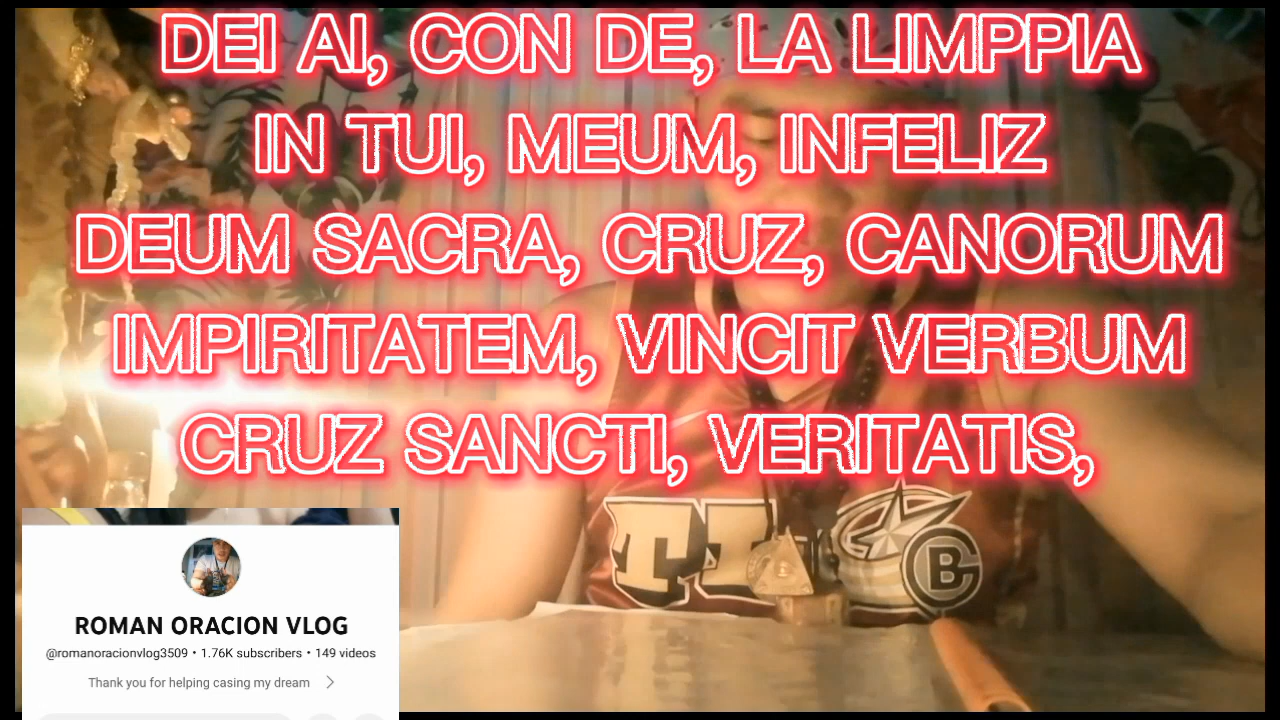 DEI AI, CON DE, LA LIMPPIA
IN TUI, MEUM, INFELIZ
DEUM SACRA, CRUZ, CANORUM
IMPIRITATEM, VINCIT VERBUM
CRUZ SANCTI, VERITATIS,
B
ROMAN ORACION VLOG
@romanoracionvlog3509 • 1.76K subscribers • 149 videos
Thank you for helping casing my dream